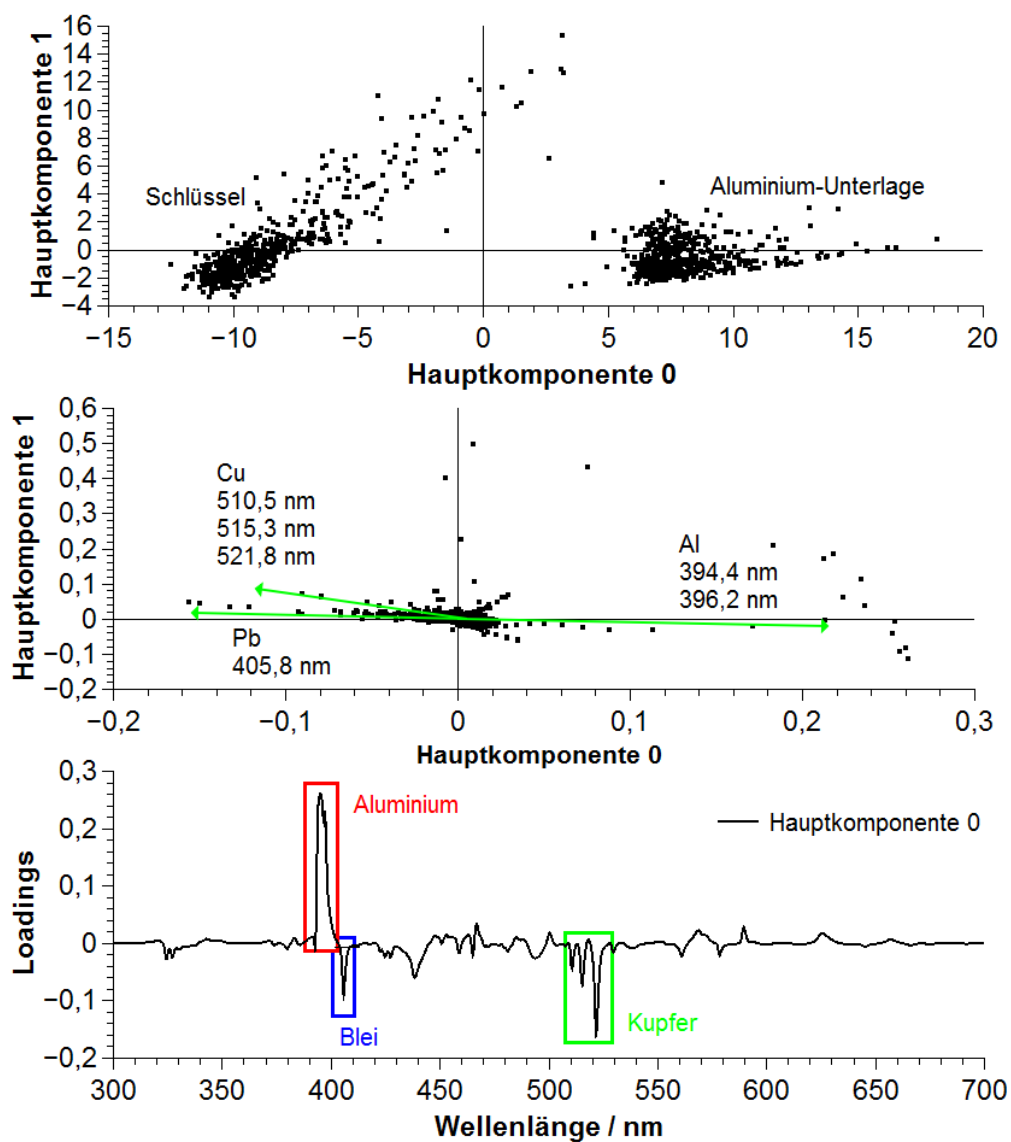 Hauptkomponente 1
16
14
12
10
8
6
4
2
0
−2
−4
Schlüssel
Aluminium-Unterlage
−15 −10 −5 0 5 10 15 20
Hauptkomponente 0
Hauptkomponente 1
0,6
0,5
0,4
0,3
0,2
0,1
0
−0,1
−0,2
Cu
510,5 nm
515,3 nm
521,8 nm
Al
394,4 nm
396,2 nm
Pb
405,8 nm
−0,2 −0,1 0 0,1 0,2 0,3
Hauptkomponente 0
Loadings
0,3
0,2
0,1
0
−0,1
−0,2
Aluminium
Hauptkomponente 0
Blei
Kupfer
300 350 400 450 500 550 600 650 700
Wellenlänge / nm